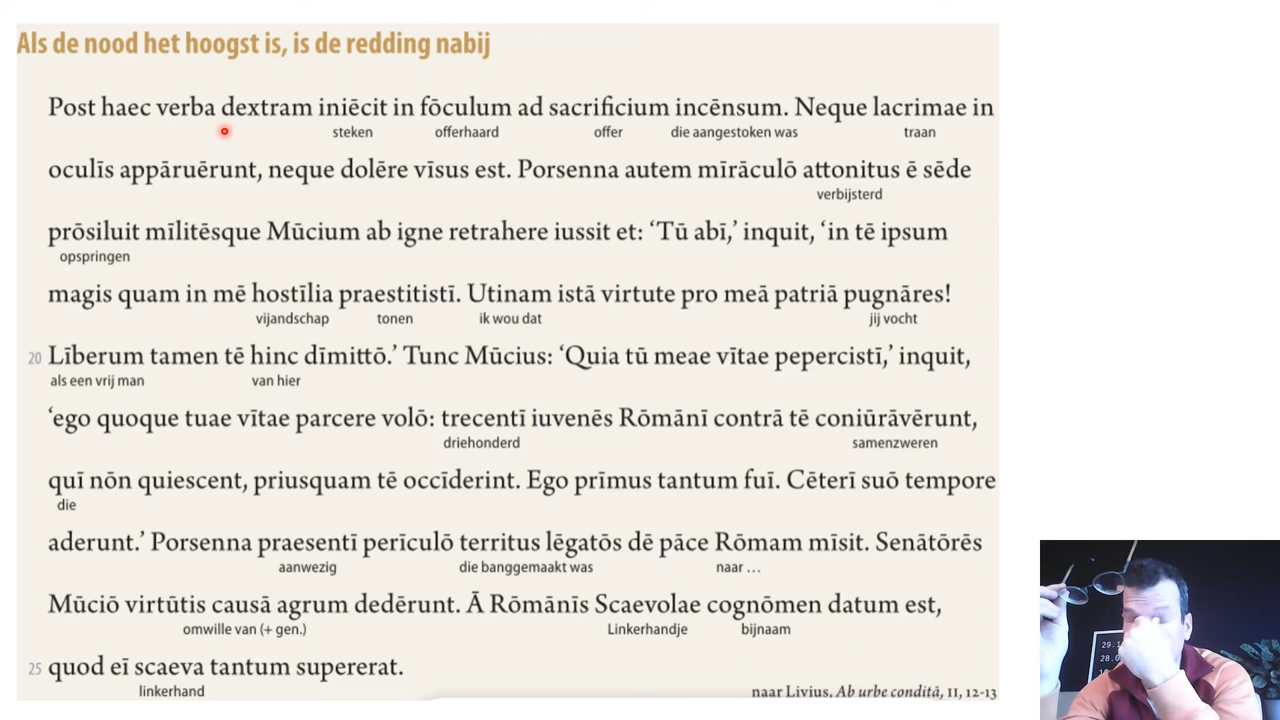 Als de nood het hoogst is, is de redding nabij
Post haec verba dextram iniēcit in fōculum ad sacrificium incēnsum. Neque lacrimae in
steken offerhaard offer die aangestoken was traan
oculīs appāruērunt, neque dolēre vīsus est. Porsenna autem mīrāculō attonitus ē sēde
verbijsterd
prōsiluit mīlitēsque Mūcium ab igne retrahere iussit et: ‘Tū abī,’ inquit, ‘in tē ipsum
opspringen
magis quam in mē hostīlia praestitistī. Utinam istā virtute pro meā patriā pugnāres!
vijandschap tonen ik wou dat jij vocht
20 Līberum tamen tē hinc dīmittō.’ Tunc Mūcius: ‘Quia tū meae vītae pepercistī,’ inquit,
als een vrij man van hier
‘ego quoque tuae vītae parcere volō: trecentī iuvenēs Rōmānī contrā tē coniūrāvērunt,
driehonderd samenzweren
quī nōn quiescent, priusquam tē occīderint. Ego prīmus tantum fuī. Cēterī suō tempore
die
aderunt.’ Porsenna praesentī perīculō territus lēgatōs dē pāce Rōmam mīsit. Senātōrēs
aanwezig die banggemaakt was naar …
Mūciō virtūtis causā agrum dedērunt. Ā Rōmānīs Scaevolae cognōmen datum est,
omwille van (+ gen.) Linkerhandje bijnaam
25 quod eī scaeva tantum supererat.
linkerhand
naar Livius, Ab urbe conditā, II, 12-13